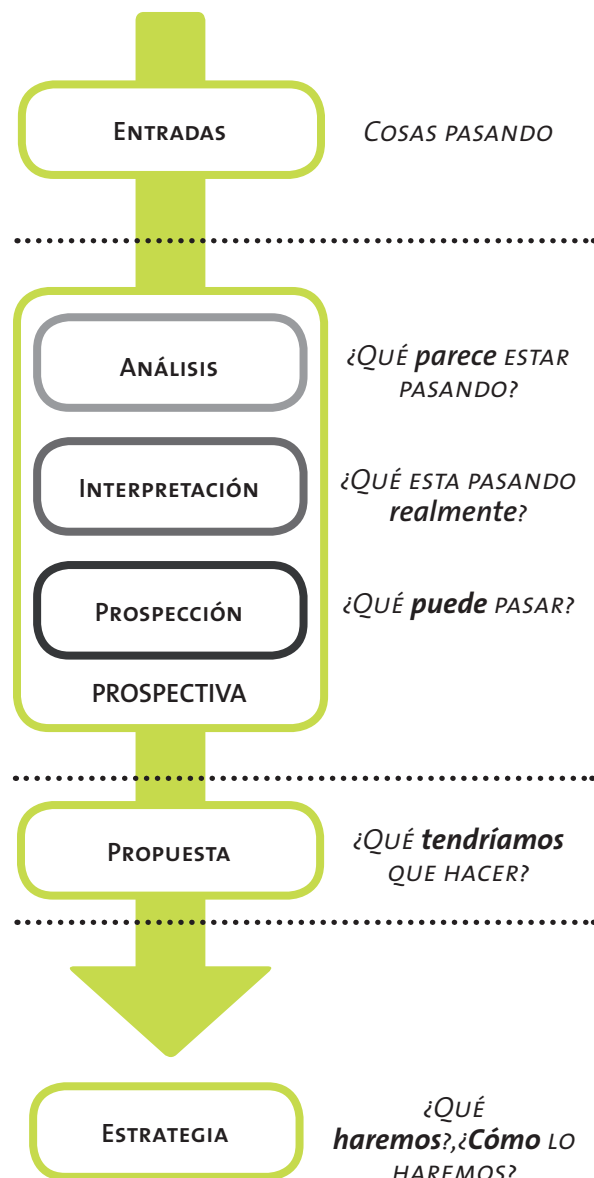 ENTRADAS
COSAS PASANDO
ANÁLISIS
¿QUÉ parece ESTAR
PASANDO?
INTERPRETACIÓN
¿QUÉ ESTA PASANDO
realmente?
PROSPECCIÓN
¿QUÉ puede PASAR?
PROSPECTIVA
PROPUESTA
¿QUÉ tendríamos
QUE HACER?
ESTRATEGIA
¿QUÉ
haremos?,¿Cómo LO
HAREMOS?